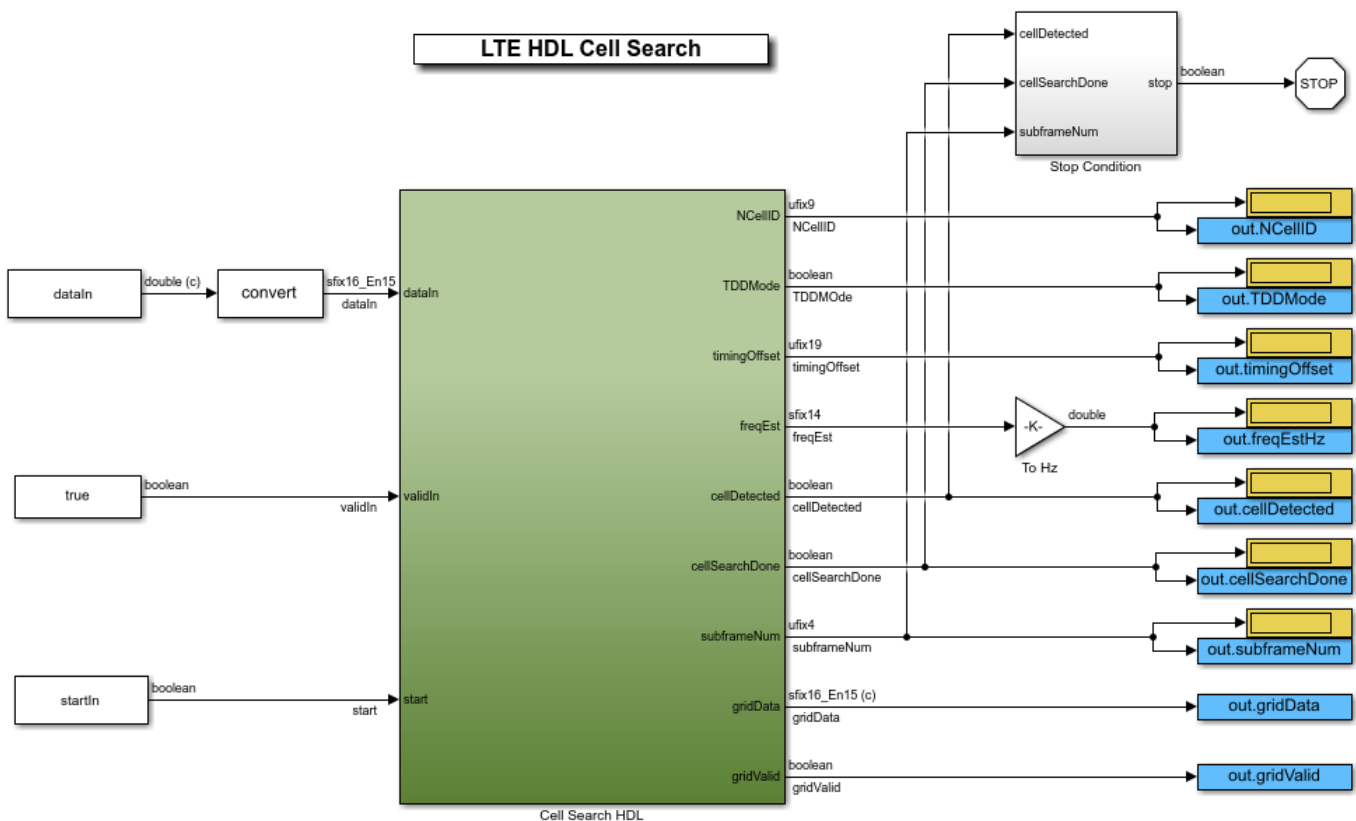 LTE HDL Cell Search
cellDetected
cellSearchDone
subframeNum
stop
boolean
STOP
Stop Condition
dataIn
double (c)
convert
sfix16_En15
dataIn
dataIn
true
boolean
validIn
validIn
startIn
boolean
start
start
NCellID
TDDMode
timingOffset
freqEst
cellDetected
cellSearchDone
subframeNum
gridData
gridValid
Cell Search HDL
ufix9
NCellID
out.NCellID
boolean
TDDMOde
out.TDDMode
ufix19
timingOffset
out.timingOffset
sfix14
freqEst
-K-
To Hz
double
out.freqEstHz
boolean
cellDetected
out.cellDetected
boolean
cellSearchDone
out.cellSearchDone
ufix4
subframeNum
out.subframeNum
sfix16_En15 (c)
gridData
out.gridData
boolean
gridValid
out.gridValid